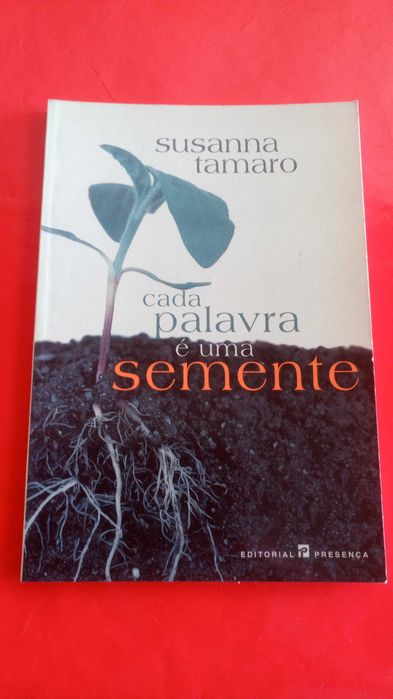 susanna
tamaro
cada
palavra
é uma
semente
EDITORIAL PRESENÇA